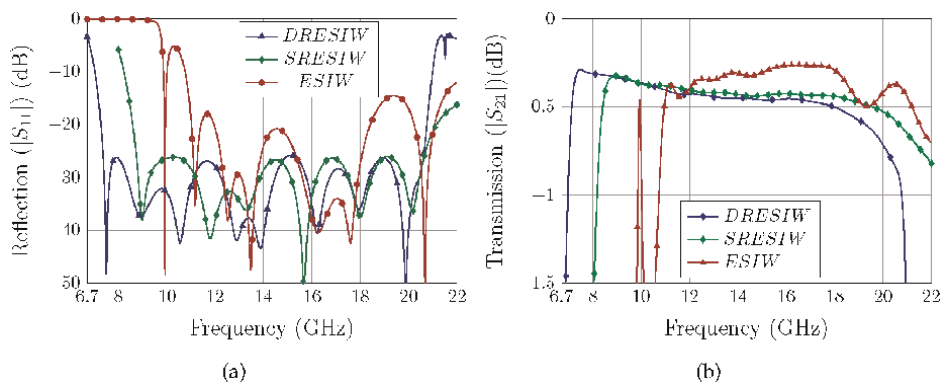 Reflection (|S₁₁|) (dB)
0
−10
−20
30
10
50
DRESIW
SRESIW
ESIW
6.7 8 10 12 14 16 18 20 22
Frequency (GHz)
(a)
Transmission (|S₂₁|)(dB)
0
0.5
−1
1.5
DRESIW
SRESIW
ESIW
6.7 8 10 12 14 16 18 20 22
Frequency (GHz)
(b)